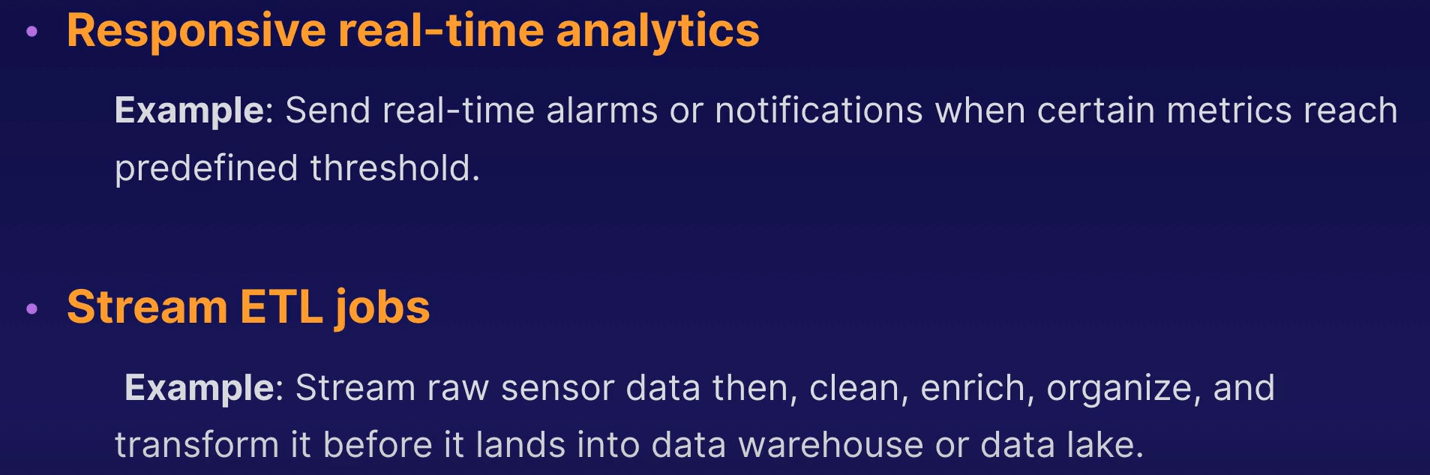 • Responsive real-time analytics
Example: Send real-time alarms or notifications when certain metrics reach
predefined threshold.
• Stream ETL jobs
Example: Stream raw sensor data then, clean, enrich, organize, and
transform it before it lands into data warehouse or data lake.